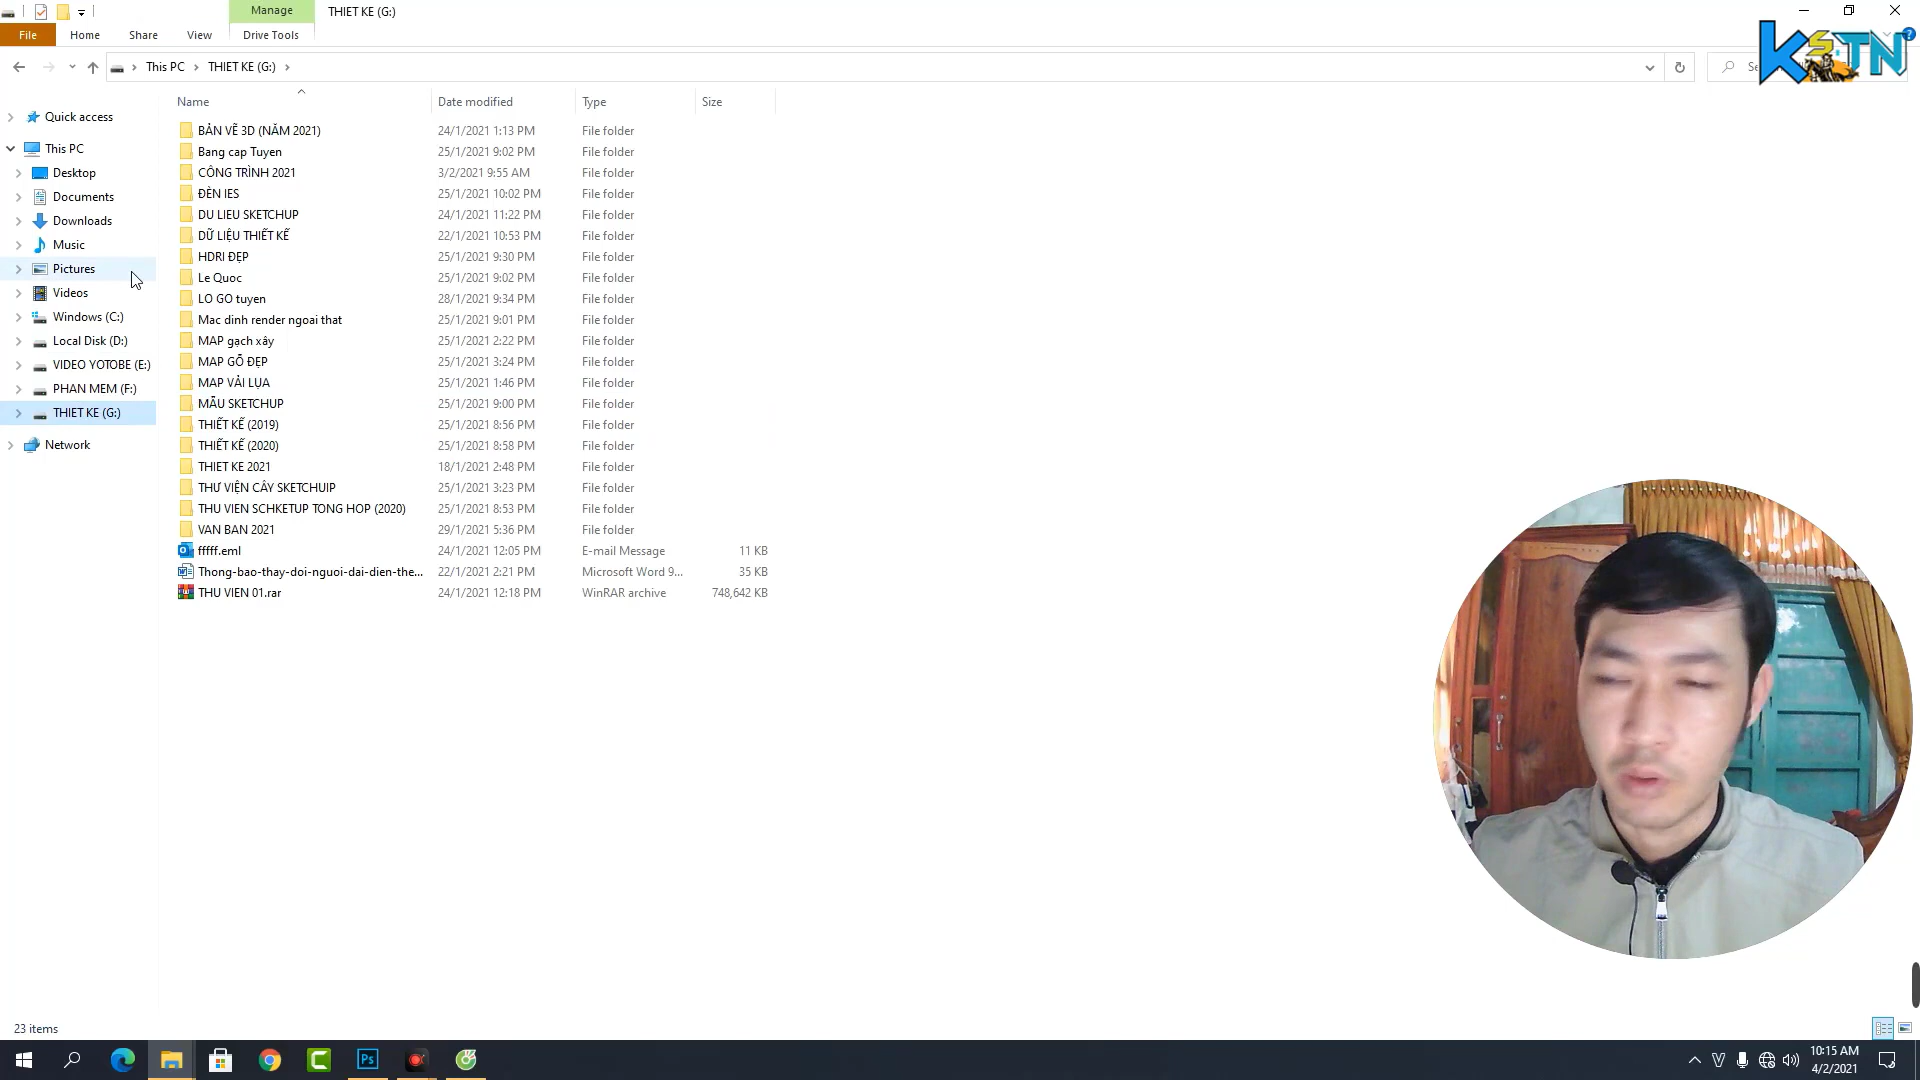 Manage
THIET KE (G:)
File
Home
Share
View
Drive Tools
This PC
THIET KE (G:)
KS.TN
Name
Date modified
Type
Size
Quick access
This PC
Desktop
Documents
Downloads
Music
Pictures
Videos
Windows (C:)
Local Disk (D:)
VIDEO YOTOBE (E:)
PHAN MEM (F:)
THIET KE (G:)
Network
BẢN VẼ 3D (NĂM 2021) 24/1/2021 1:13 PM File folder
Bang cap Tuyen 25/1/2021 9:02 PM File folder
CÔNG TRÌNH 2021 3/2/2021 9:55 AM File folder
ĐÈN IES 25/1/2021 10:02 PM File folder
DU LIEU SKETCHUP 24/1/2021 11:22 PM File folder
DỮ LIỆU THIẾT KẾ 22/1/2021 10:53 PM File folder
HDRI ĐẸP 25/1/2021 9:30 PM File folder
Le Quoc 25/1/2021 9:02 PM File folder
LO GO tuyen 28/1/2021 9:34 PM File folder
Mac dinh render ngoai that 25/1/2021 9:01 PM File folder
MAP gạch xây 25/1/2021 2:22 PM File folder
MAP GỖ ĐẸP 25/1/2021 3:24 PM File folder
MAP VẢI LỤA 25/1/2021 1:46 PM File folder
MẪU SKETCHUP 25/1/2021 9:00 PM File folder
THIẾT KẾ (2019) 25/1/2021 8:56 PM File folder
THIẾT KẾ (2020) 25/1/2021 8:58 PM File folder
THIET KE 2021 18/1/2021 2:48 PM File folder
THƯ VIỆN CÂY SKETCHUIP 25/1/2021 3:23 PM File folder
THU VIEN SCHKETUP TONG HOP (2020) 25/1/2021 8:53 PM File folder
VAN BAN 2021 29/1/2021 5:36 PM File folder
fffff.eml 24/1/2021 12:05 PM E-mail Message 11 KB
Thong-bao-thay-doi-nguoi-dai-dien-the... 22/1/2021 2:21 PM Microsoft Word 9... 35 KB
THU VIEN 01.rar 24/1/2021 12:18 PM WinRAR archive 748,642 KB
23 items
Ps
10:15 AM
4/2/2021